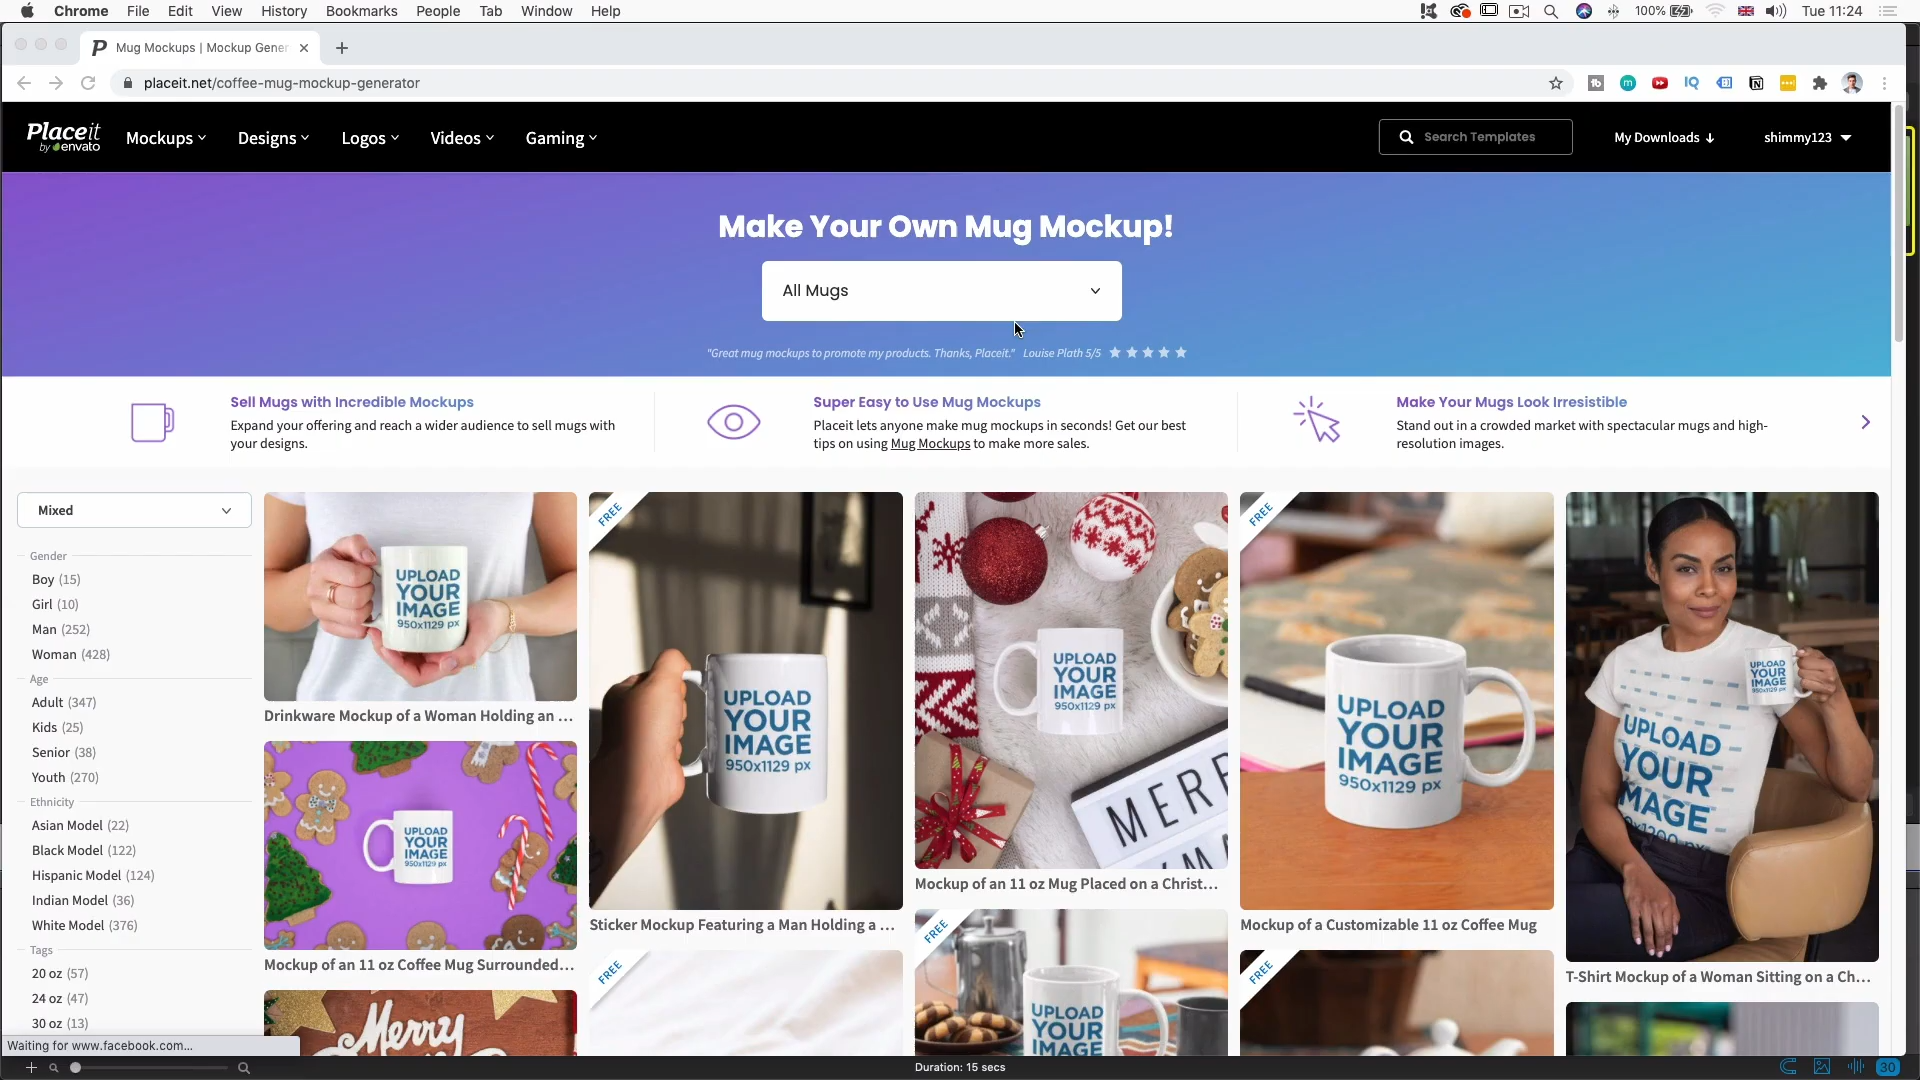 Chrome File Edit View History Bookmarks People Tab Window Help
100% Tue 11:24
Mug Mockups | Mockup Gener
placeit.net/coffee-mug-mockup-generator
Placeit
by envato
Mockups Designs Logos Videos Gaming
Search Templates
My Downloads
shimmy123
Make Your Own Mug Mockup!
All Mugs
"Great mug mockups to promote my products. Thanks, Placeit." Louise Plath 5/5
Sell Mugs with Incredible Mockups
Expand your offering and reach a wider audience to sell mugs with
your designs.
Super Easy to Use Mug Mockups
Placeit lets anyone make mug mockups in seconds! Get our best
tips on using Mug Mockups to make more sales.
Make Your Mugs Look Irresistible
Stand out in a crowded market with spectacular mugs and high-
resolution images.
Mixed
Gender
Boy (15)
Girl (10)
Man (252)
Woman (428)
Age
Adult (347)
Kids (25)
Senior (38)
Youth (270)
Ethnicity
Asian Model (22)
Black Model (122)
Hispanic Model (124)
Indian Model (36)
White Model (376)
Tags
20 oz (57)
24 oz (47)
30 oz (13)
UPLOAD
YOUR
IMAGE
950x1129 px
Drinkware Mockup of a Woman Holding an ...
UPLOAD
YOUR
IMAGE
950x1129 px
Mockup of an 11 oz Coffee Mug Surrounded...
Merry
FREE
UPLOAD
YOUR
IMAGE
950x1129 px
Sticker Mockup Featuring a Man Holding a ...
FREE
UPLOAD
YOUR
IMAGE
950x1129 px
MERR
Mockup of an 11 oz Mug Placed on a Christ...
FREE
UPLOAD
YOUR
IMAGE
FREE
UPLOAD
YOUR
IMAGE
950x1129 px
Mockup of a Customizable 11 oz Coffee Mug
FREE
UPLOAD
YOUR
IMAGE
950x1129 px
UPLOAD
YOUR
IMAGE
T-Shirt Mockup of a Woman Sitting on a Ch...
Waiting for www.facebook.com...
Duration: 15 secs
30